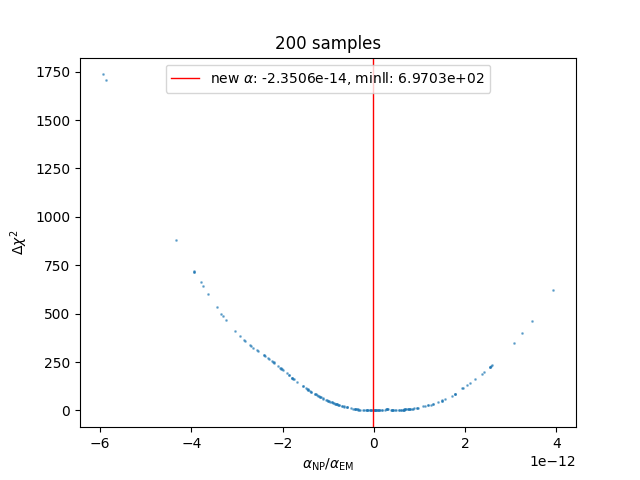 200 samples
new α: -2.3506e-14, minll: 6.9703e+02
Δχ²
1750
1500
1250
1000
750
500
250
0
−6 −4 −2 0 2 4
1e−12
α_NP/α_EM